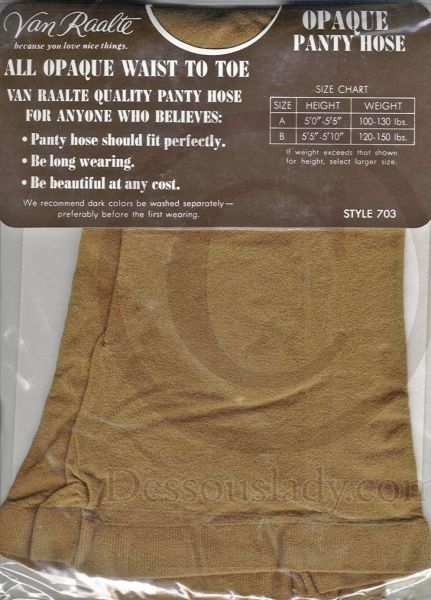 Van Raalte
because you love nice things.
OPAQUE
PANTY HOSE
ALL OPAQUE WAIST TO TOE
VAN RAALTE QUALITY PANTY HOSE
FOR ANYONE WHO BELIEVES:
• Panty hose should fit perfectly.
• Be long wearing.
• Be beautiful at any cost.
We recommend dark colors be washed separately—
preferably before the first wearing.
SIZE CHART
SIZE HEIGHT WEIGHT
A 5'0"-5'5" 100-130 lbs.
B 5'5"-5'10" 120-150 lbs.
If weight exceeds that shown
for height, select larger size.
STYLE 703
Dessouslady.com